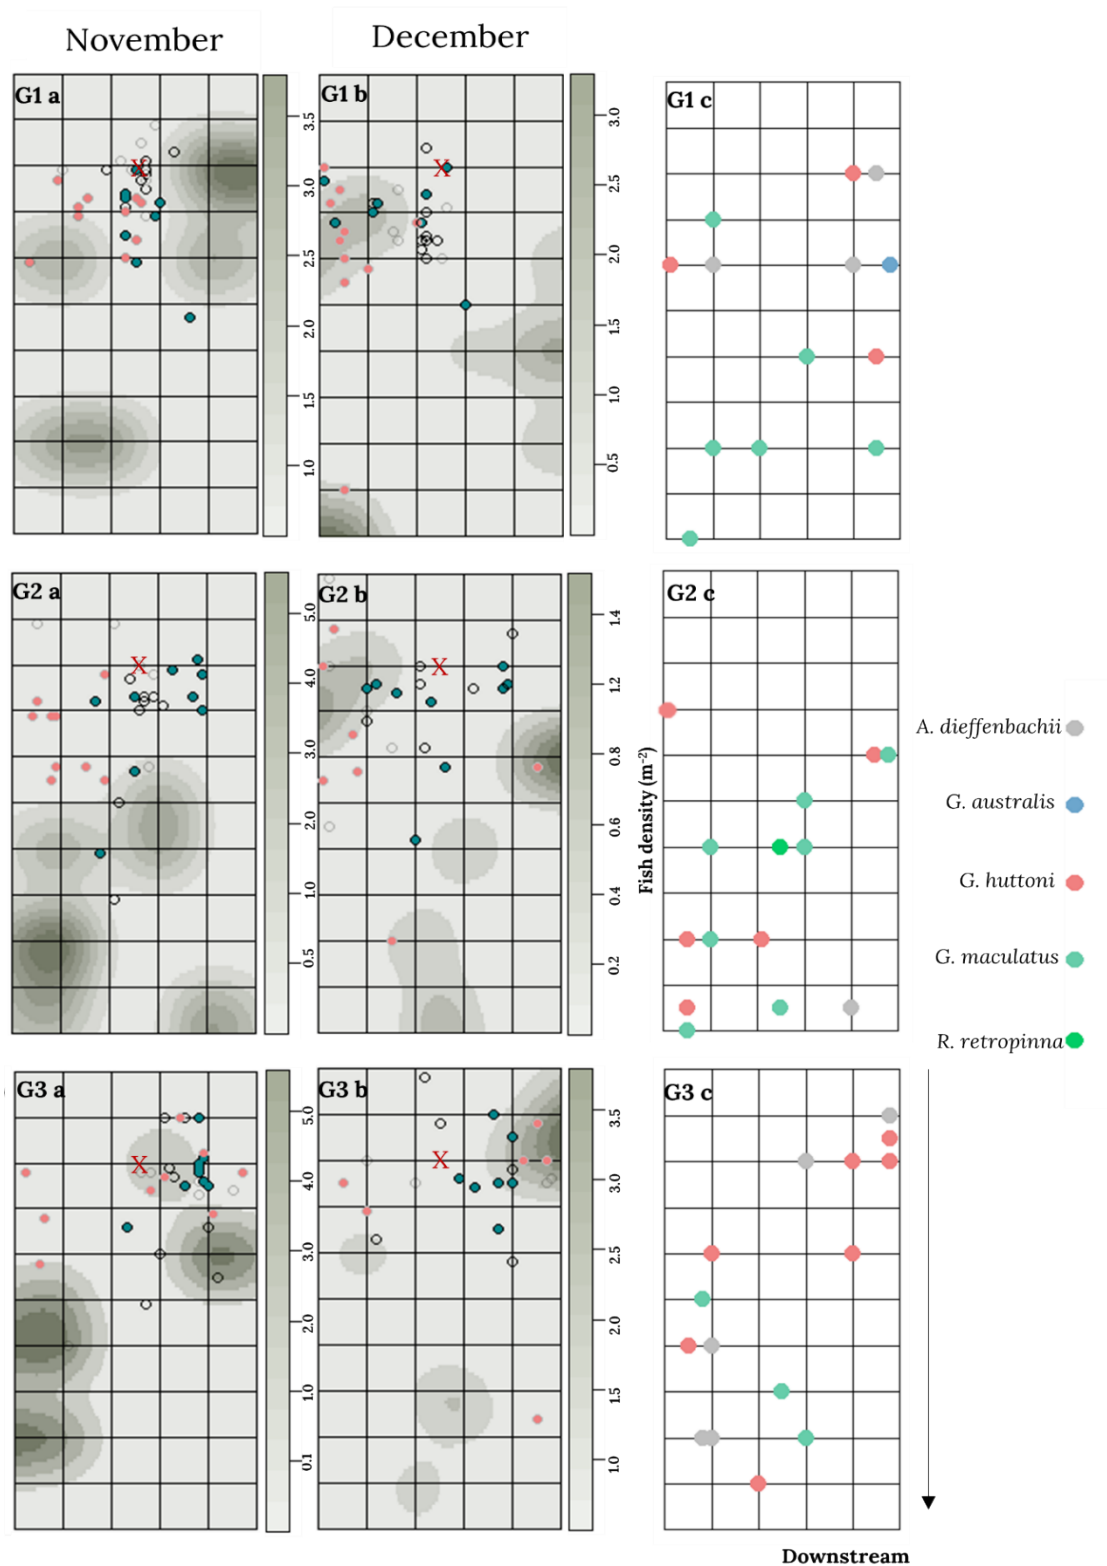 November
December
G1 a
G1 b
G1 c
3.5
3.0
2.5
2.0
1.5
1.0
3.0
2.5
2.0
1.5
1.0
0.5
X
X
G2 a
G2 b
G2 c
5.0
4.0
3.0
2.0
1.0
0.5
1.4
1.2
0.8
0.6
0.4
0.2
X
X
Fish density (m⁻²)
A. dieffenbachii
G. australis
G. huttoni
G. maculatus
R. retropinna
G3 a
G3 b
G3 c
5.0
4.0
3.0
2.0
1.0
0.1
3.5
3.0
2.5
2.0
1.5
1.0
X
X
Downstream